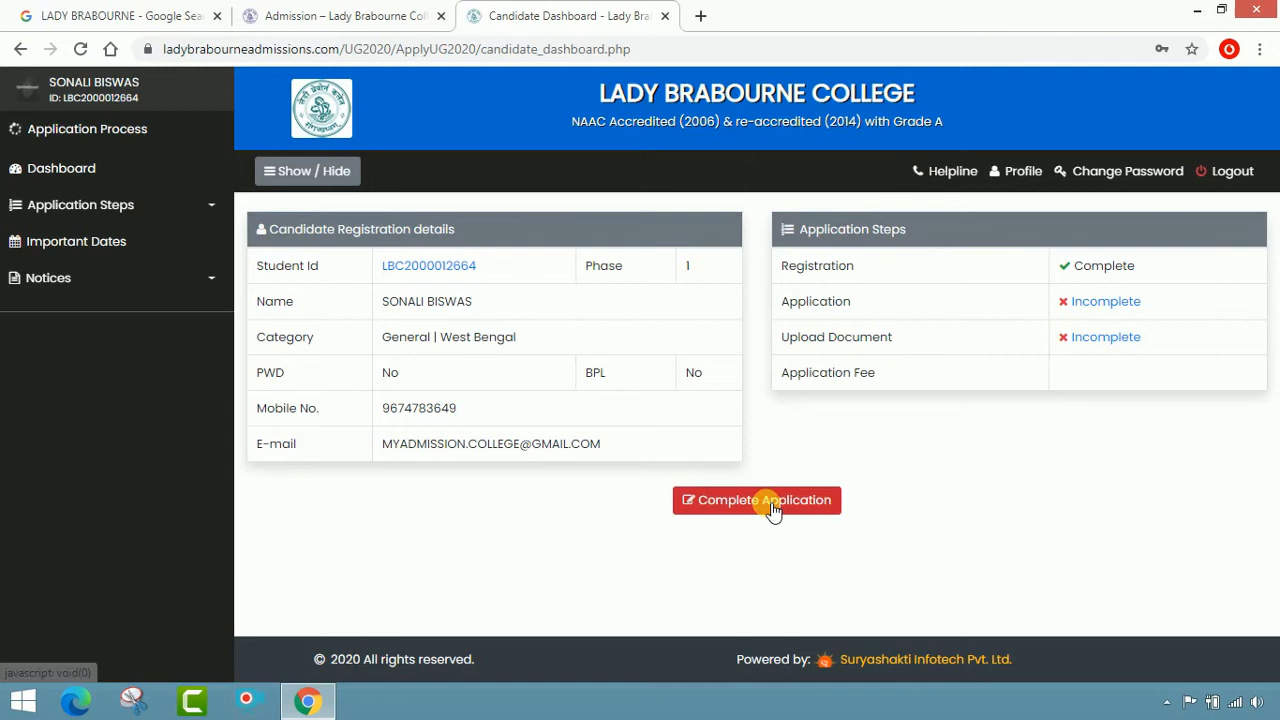 LADY BRABOURNE - Google Sea
Admission – Lady Brabourne Coll
Candidate Dashboard - Lady Bra
ladybrabourneadmissions.com/UG2020/ApplyUG2020/candidate_dashboard.php
SONALI BISWAS
ID: LBC2000012664
Application Process
Dashboard
Application Steps
Important Dates
Notices
LADY BRABOURNE COLLEGE
NAAC Accredited (2006) & re-accredited (2014) with Grade A
Show / Hide
Helpline Profile Change Password Logout
Candidate Registration details
Student Id LBC2000012664 Phase 1
Name SONALI BISWAS
Category General | West Bengal
PWD No BPL No
Mobile No. 9674783649
E-mail MYADMISSION.COLLEGE@GMAIL.COM
Application Steps
Registration Complete
Application Incomplete
Upload Document Incomplete
Application Fee
Complete Application
© 2020 All rights reserved.
Powered by: Suryashakti Infotech Pvt. Ltd.
javascript: void(0)